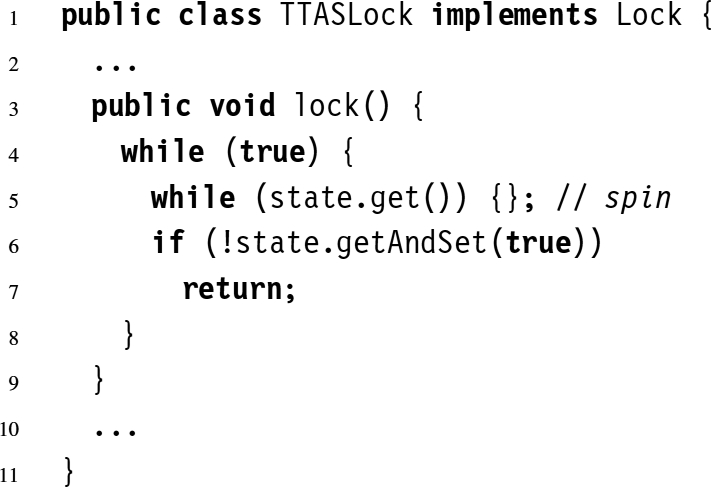 1 public class TTASLock implements Lock {
2 ...
3 public void lock() {
4 while (true) {
5 while (state.get()) {}; // spin
6 if (!state.getAndSet(true))
7 return;
8 }
9 }
10 ...
11 }